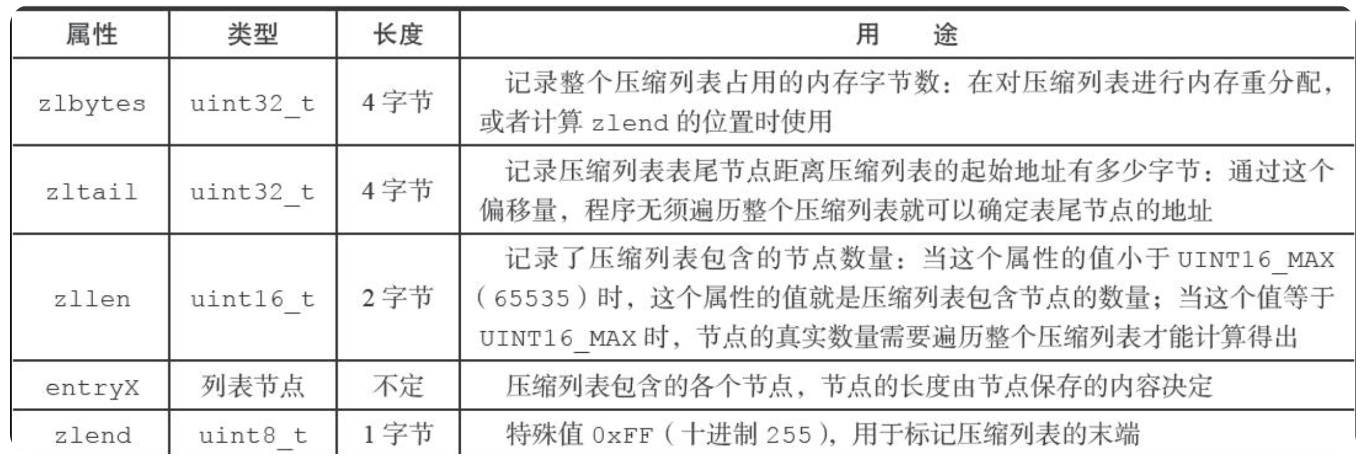 属性 类型 长度 用 途
zlbytes uint32_t 4 字节 记录整个压缩列表占用的内存字节数：在对压缩列表进行内存重分配，
或者计算 zlend 的位置时使用
zltail uint32_t 4 字节 记录压缩列表表尾节点距离压缩列表的起始地址有多少字节：通过这个
偏移量，程序无须遍历整个压缩列表就可以确定表尾节点的地址
记录了压缩列表包含的节点数量：当这个属性的值小于 UINT16_MAX
zllen uint16_t 2 字节 （65535）时，这个属性的值就是压缩列表包含节点的数量；当这个值等于
UINT16_MAX 时，节点的真实数量需要遍历整个压缩列表才能计算得出
entryX 列表节点 不定 压缩列表包含的各个节点，节点的长度由节点保存的内容决定
zlend uint8_t 1 字节 特殊值 0xFF（十进制 255），用于标记压缩列表的末端